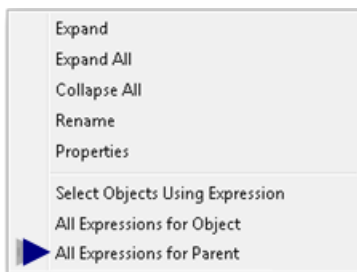 Expand
Expand All
Collapse All
Rename
Properties
Select Objects Using Expression
All Expressions for Object
All Expressions for Parent